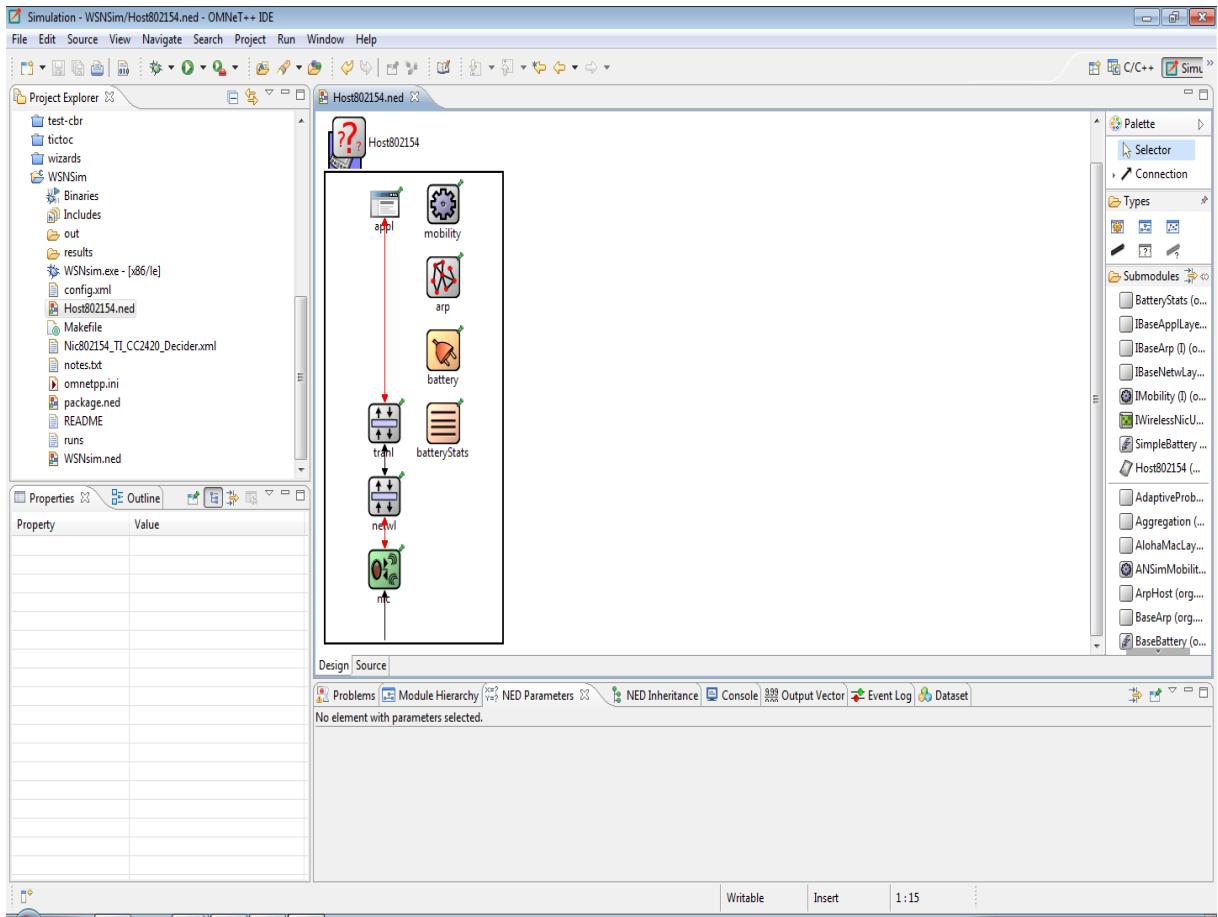 Simulation - WSNSim/Host802154.ned - OMNeT++ IDE
File Edit Source View Navigate Search Project Run Window Help
C/C++ Simu
Project Explorer
test-cbr
tictoc
wizards
WSNSim
Binaries
Includes
out
results
WSNsim.exe - [x86/le]
config.xml
Host802154.ned
Makefile
Nic802154_TI_CC2420_Decider.xml
notes.txt
omnetpp.ini
package.ned
README
runs
WSNsim.ned
Properties Outline
Property Value
Host802154.ned
Host802154
appl
mobility
arp
battery
tranl
batteryStats
netwl
nic
Design Source
Palette
Selector
Connection
Types
Submodules
BatteryStats (o...
IBaseApplLaye...
IBaseArp (I) (o...
IBaseNetwLay...
IMobility (I) (o...
IWirelessNicU...
SimpleBattery ...
Host802154 (...
AdaptiveProb...
Aggregation (...
AlohaMacLay...
ANSimMobilit...
ArpHost (org....
BaseArp (org....
BaseBattery (o...
Problems Module Hierarchy NED Parameters NED Inheritance Console Output Vector Event Log Dataset
No element with parameters selected.
Writable Insert 1 : 15